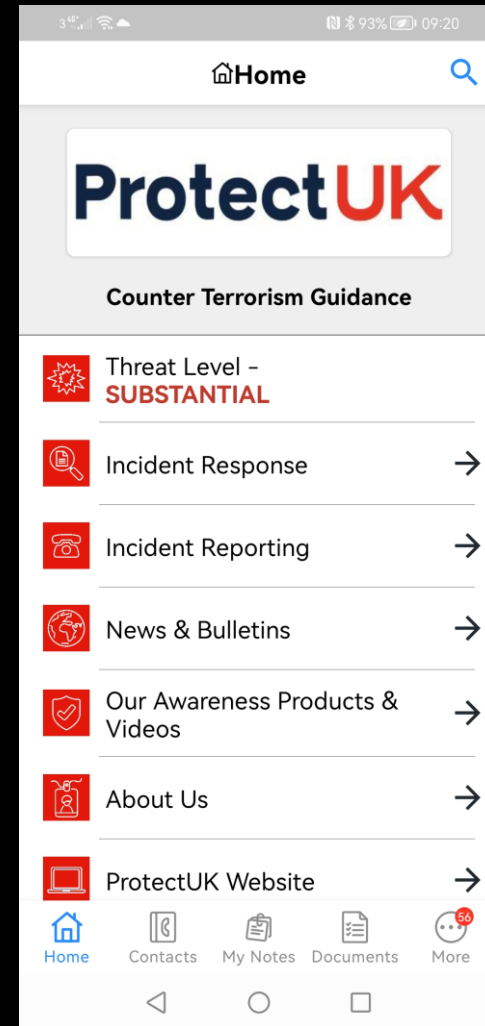 3 93% 09:20
Home
ProtectUK
Counter Terrorism Guidance
Threat Level –
SUBSTANTIAL
Incident Response
Incident Reporting
News & Bulletins
Our Awareness Products &
Videos
About Us
ProtectUK Website
56
Home Contacts My Notes Documents More